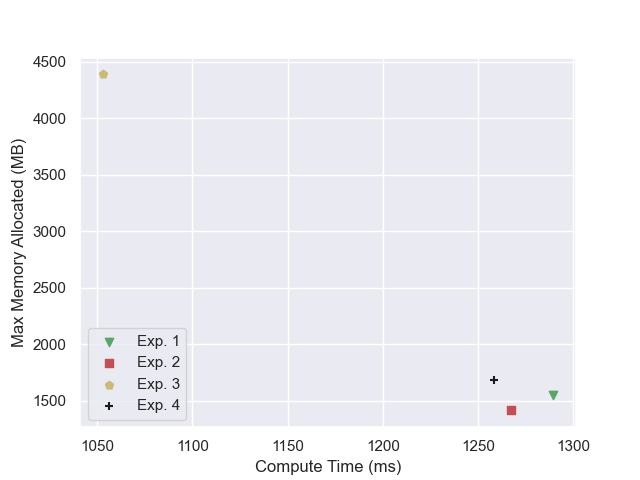 4500
4000
3500
3000
2500
2000
1500
Max Memory Allocated (MB)
Exp. 1
Exp. 2
Exp. 3
Exp. 4
1050 1100 1150 1200 1250 1300
Compute Time (ms)